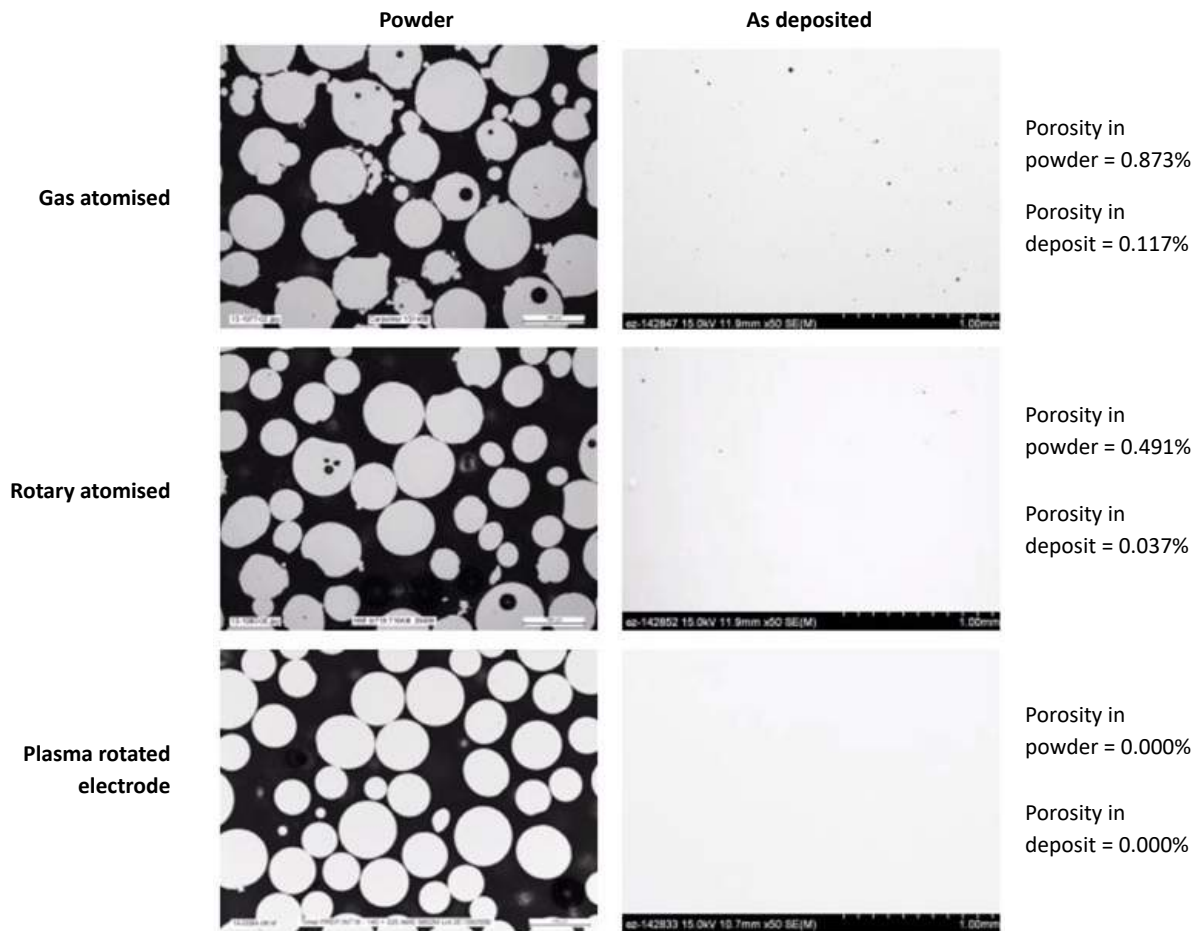 Powder
As deposited
Gas atomised
Porosity in
powder = 0.873%
Porosity in
deposit = 0.117%
ez-142847 15.0kV 11.9mm x50 SE(M)
1.00mm
Rotary atomised
Porosity in
powder = 0.491%
Porosity in
deposit = 0.037%
ez-142852 15.0kV 11.9mm x50 SE(M)
1.00mm
Plasma rotated
electrode
Porosity in
powder = 0.000%
Porosity in
deposit = 0.000%
ez-142833 15.0kV 10.7mm x50 SE(M)
1.00mm